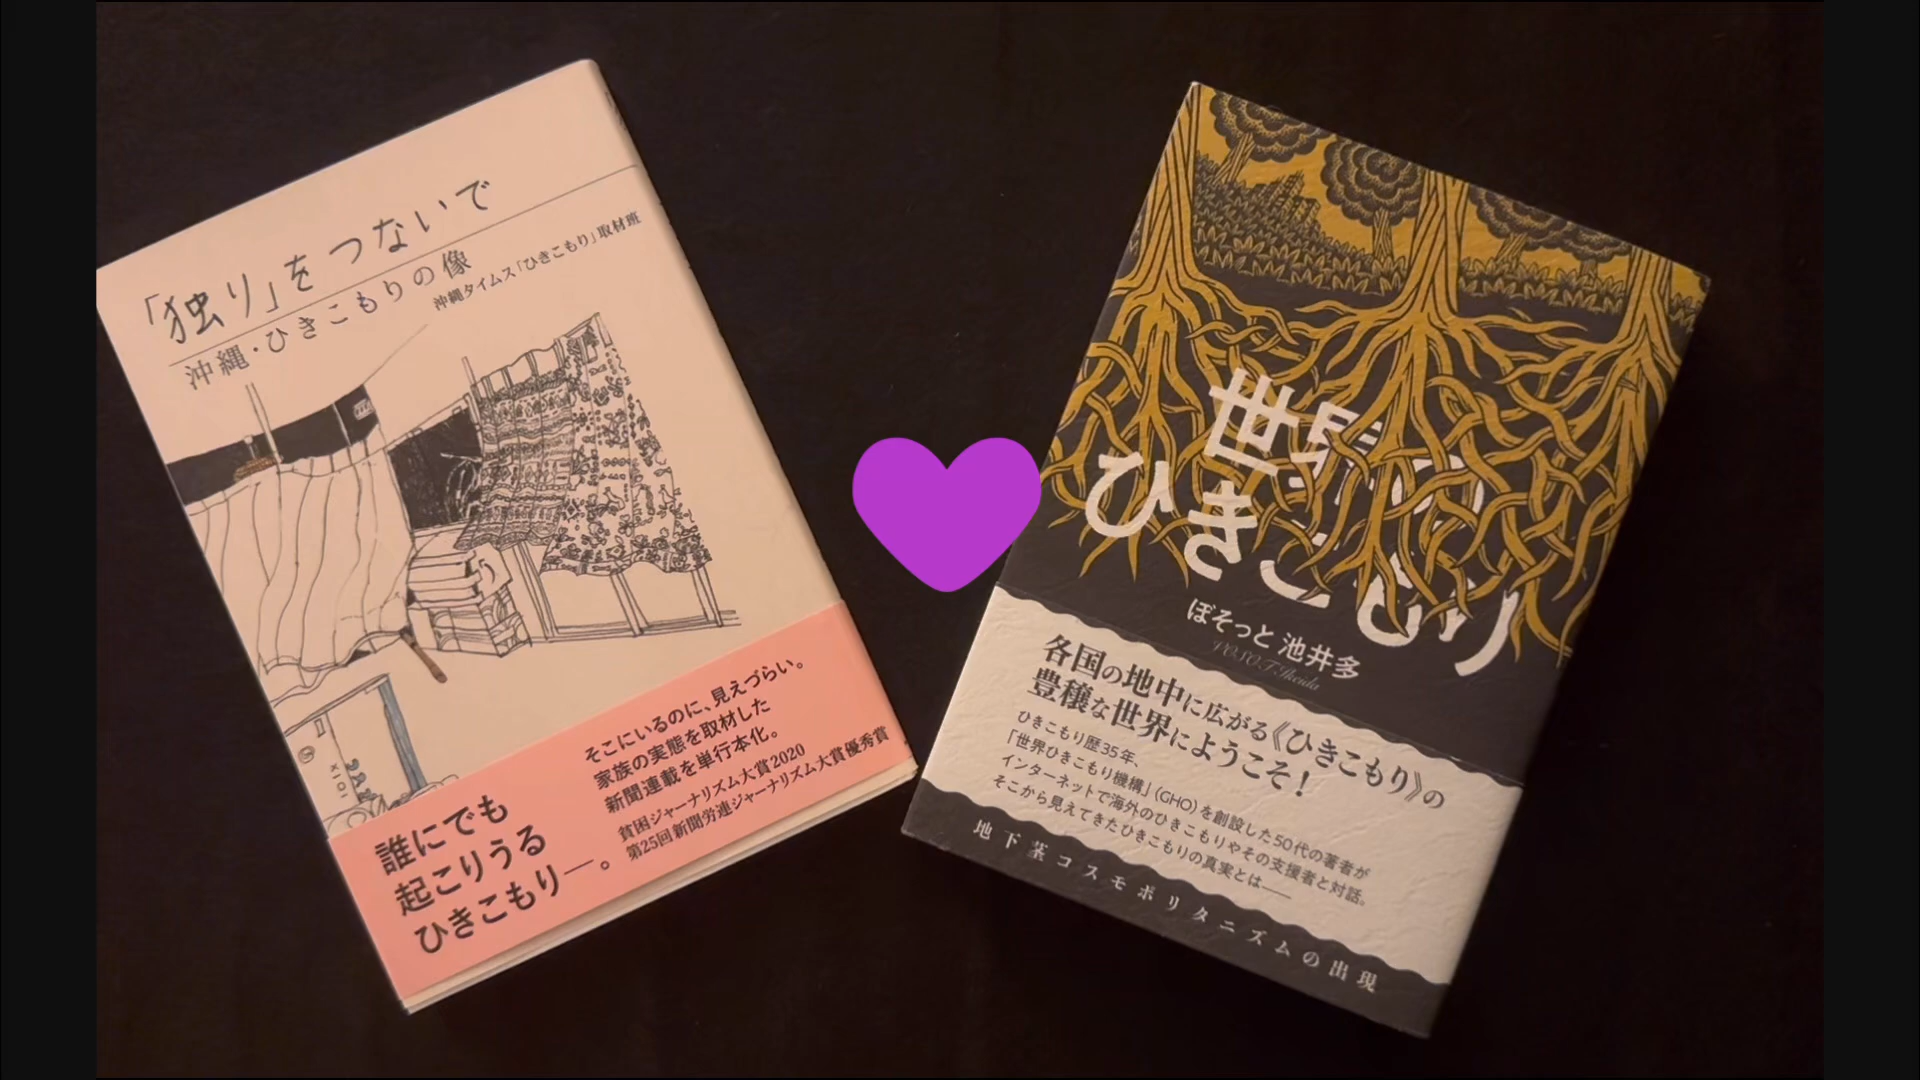 「独り」をつないで
沖縄・ひきこもりの像
沖縄タイムス「ひきこもり」取材班
そこにいるのに、見えづらい。
家族の実態を取材した
新聞連載を単行本化。
貧困ジャーナリズム大賞2020
第25回新聞労連ジャーナリズム大賞優秀賞
誰にでも
起こりうる
ひきこもり―。
世界の
ひきこもり
ぼそっと 池井多
VOSOT Ikeida
各国の地中に広がる《ひきこもり》の
豊穣な世界にようこそ!
ひきこもり歴35年、
「世界ひきこもり機構」(GHO)を創設した50代の著者が
インターネットで海外のひきこもりやその支援者と対話。
そこから見えてきたひきこもりの真実とは――
地下茎コスモポリタニズムの出現